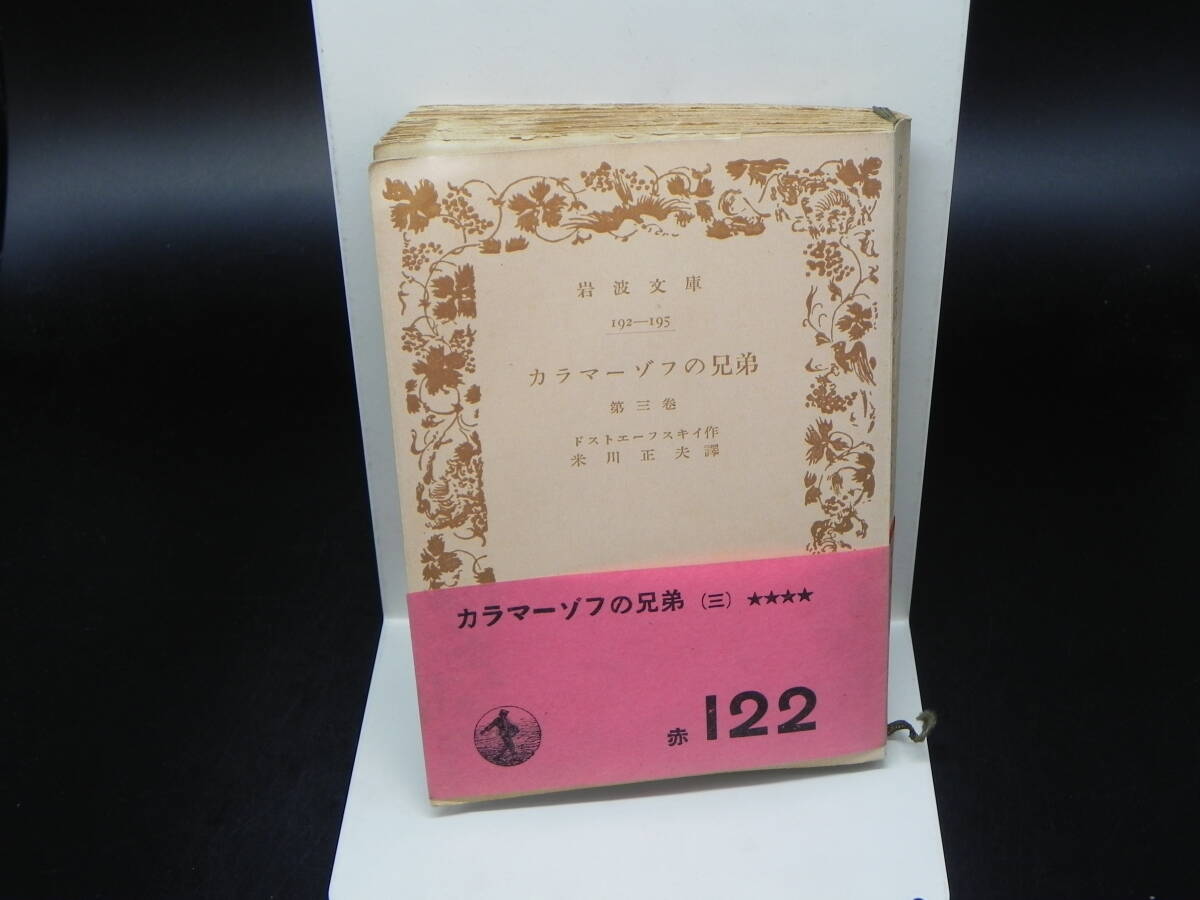 岩波文庫
192—195
カラマーゾフの兄弟
第三卷
ドストエーフスキイ作
米川正夫譯
カラマーゾフの兄弟（三）★★★★
赤 122